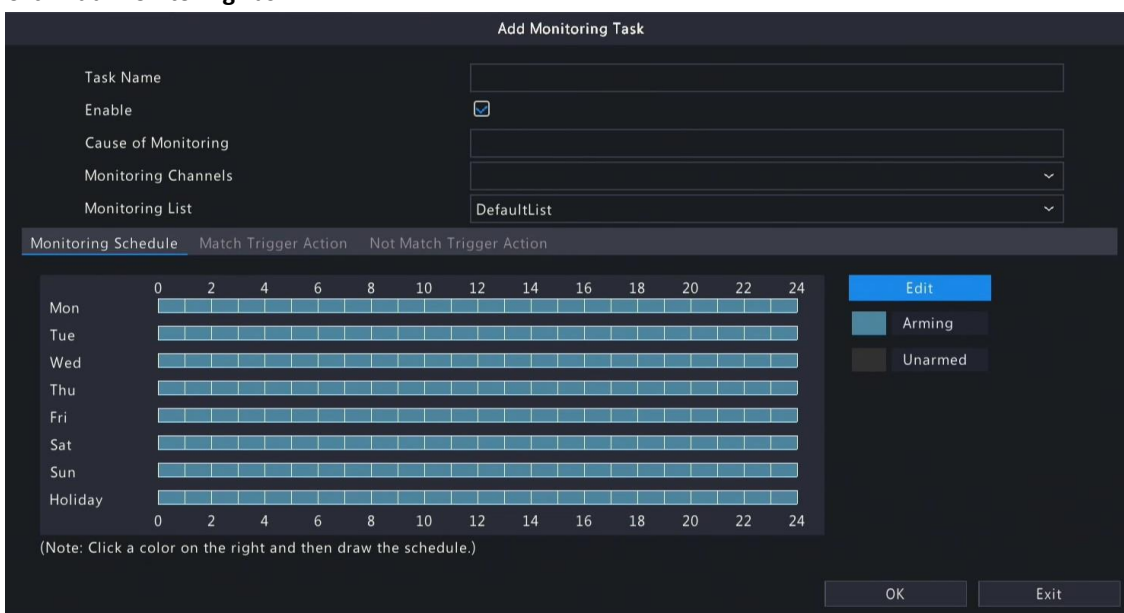 Add Monitoring Task
Task Name
Enable
Cause of Monitoring
Monitoring Channels
Monitoring List DefaultList
Monitoring Schedule Match Trigger Action Not Match Trigger Action
0 2 4 6 8 10 12 14 16 18 20 22 24
Edit
Mon
Arming
Tue
Wed
Unarmed
Thu
Fri
Sat
Sun
Holiday
0 2 4 6 8 10 12 14 16 18 20 22 24
(Note: Click a color on the right and then draw the schedule.)
OK Exit